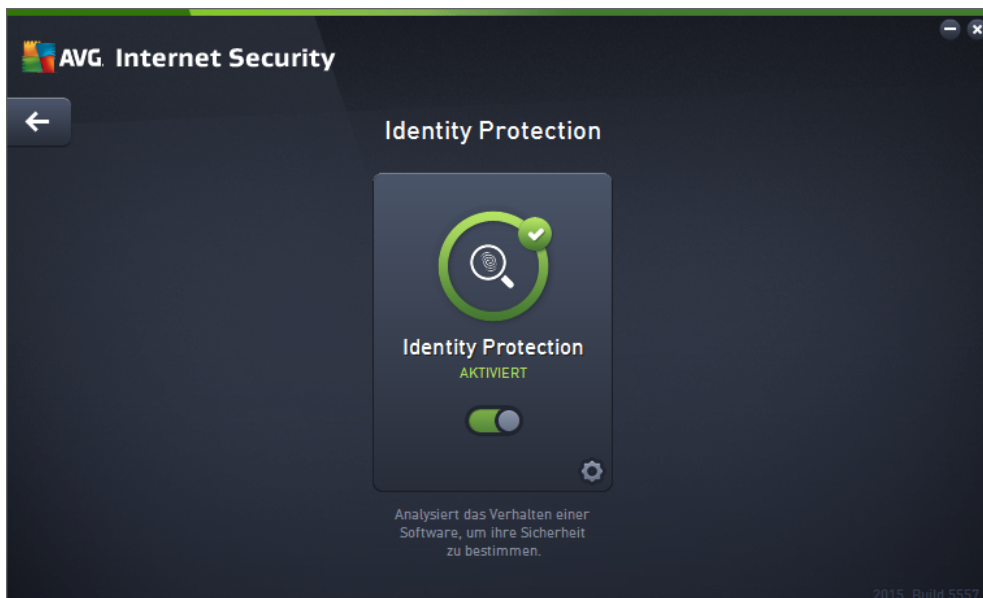 AVG. Internet Security
Identity Protection
Identity Protection
AKTIVIERT
Analysiert das Verhalten einer
Software, um ihre Sicherheit
zu bestimmen.
2015, Build 5557